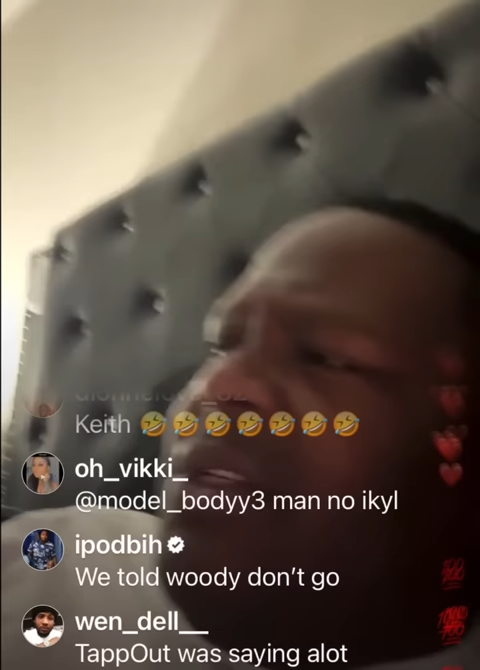 Keith 🤣🤣🤣🤣🤣🤣🤣
oh_vikki_
@model_bodyy3 man no ikyl
ipodbih
We told woody don't go
wen_dell__
TappOut was saying alot